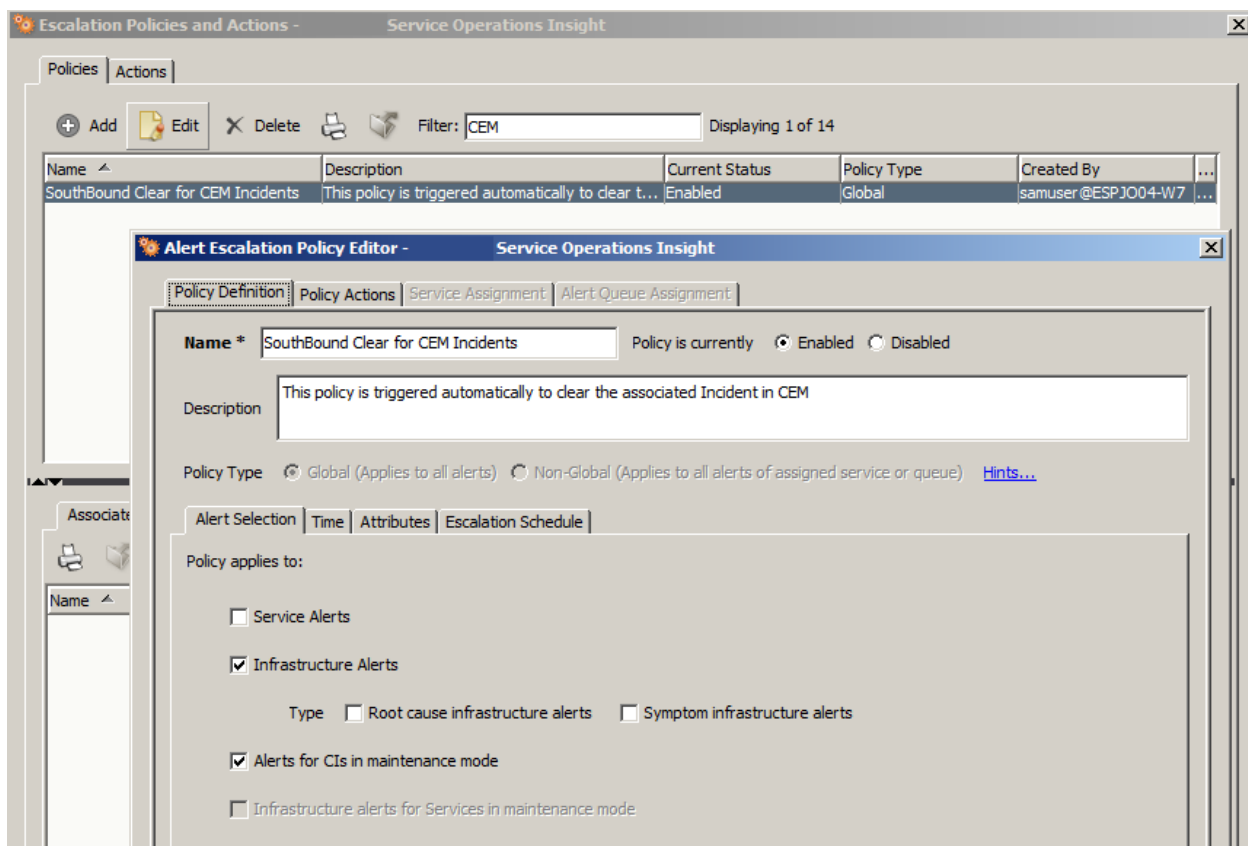 Escalation Policies and Actions - Service Operations Insight
Policies Actions
Add Edit Delete Filter: CEM Displaying 1 of 14
Name Description Current Status Policy Type Created By ...
SouthBound Clear for CEM Incidents This policy is triggered automatically to clear t... Enabled Global samuser@ESPJO04-W7 ...
Alert Escalation Policy Editor - Service Operations Insight
Policy Definition Policy Actions Service Assignment Alert Queue Assignment
Name * SouthBound Clear for CEM Incidents Policy is currently Enabled Disabled
Description This policy is triggered automatically to clear the associated Incident in CEM
Policy Type Global (Applies to all alerts) Non-Global (Applies to all alerts of assigned service or queue) Hints...
Associate
Alert Selection Time Attributes Escalation Schedule
Policy applies to:
Name
Service Alerts
Infrastructure Alerts
Type Root cause infrastructure alerts Symptom infrastructure alerts
Alerts for CIs in maintenance mode
Infrastructure alerts for Services in maintenance mode